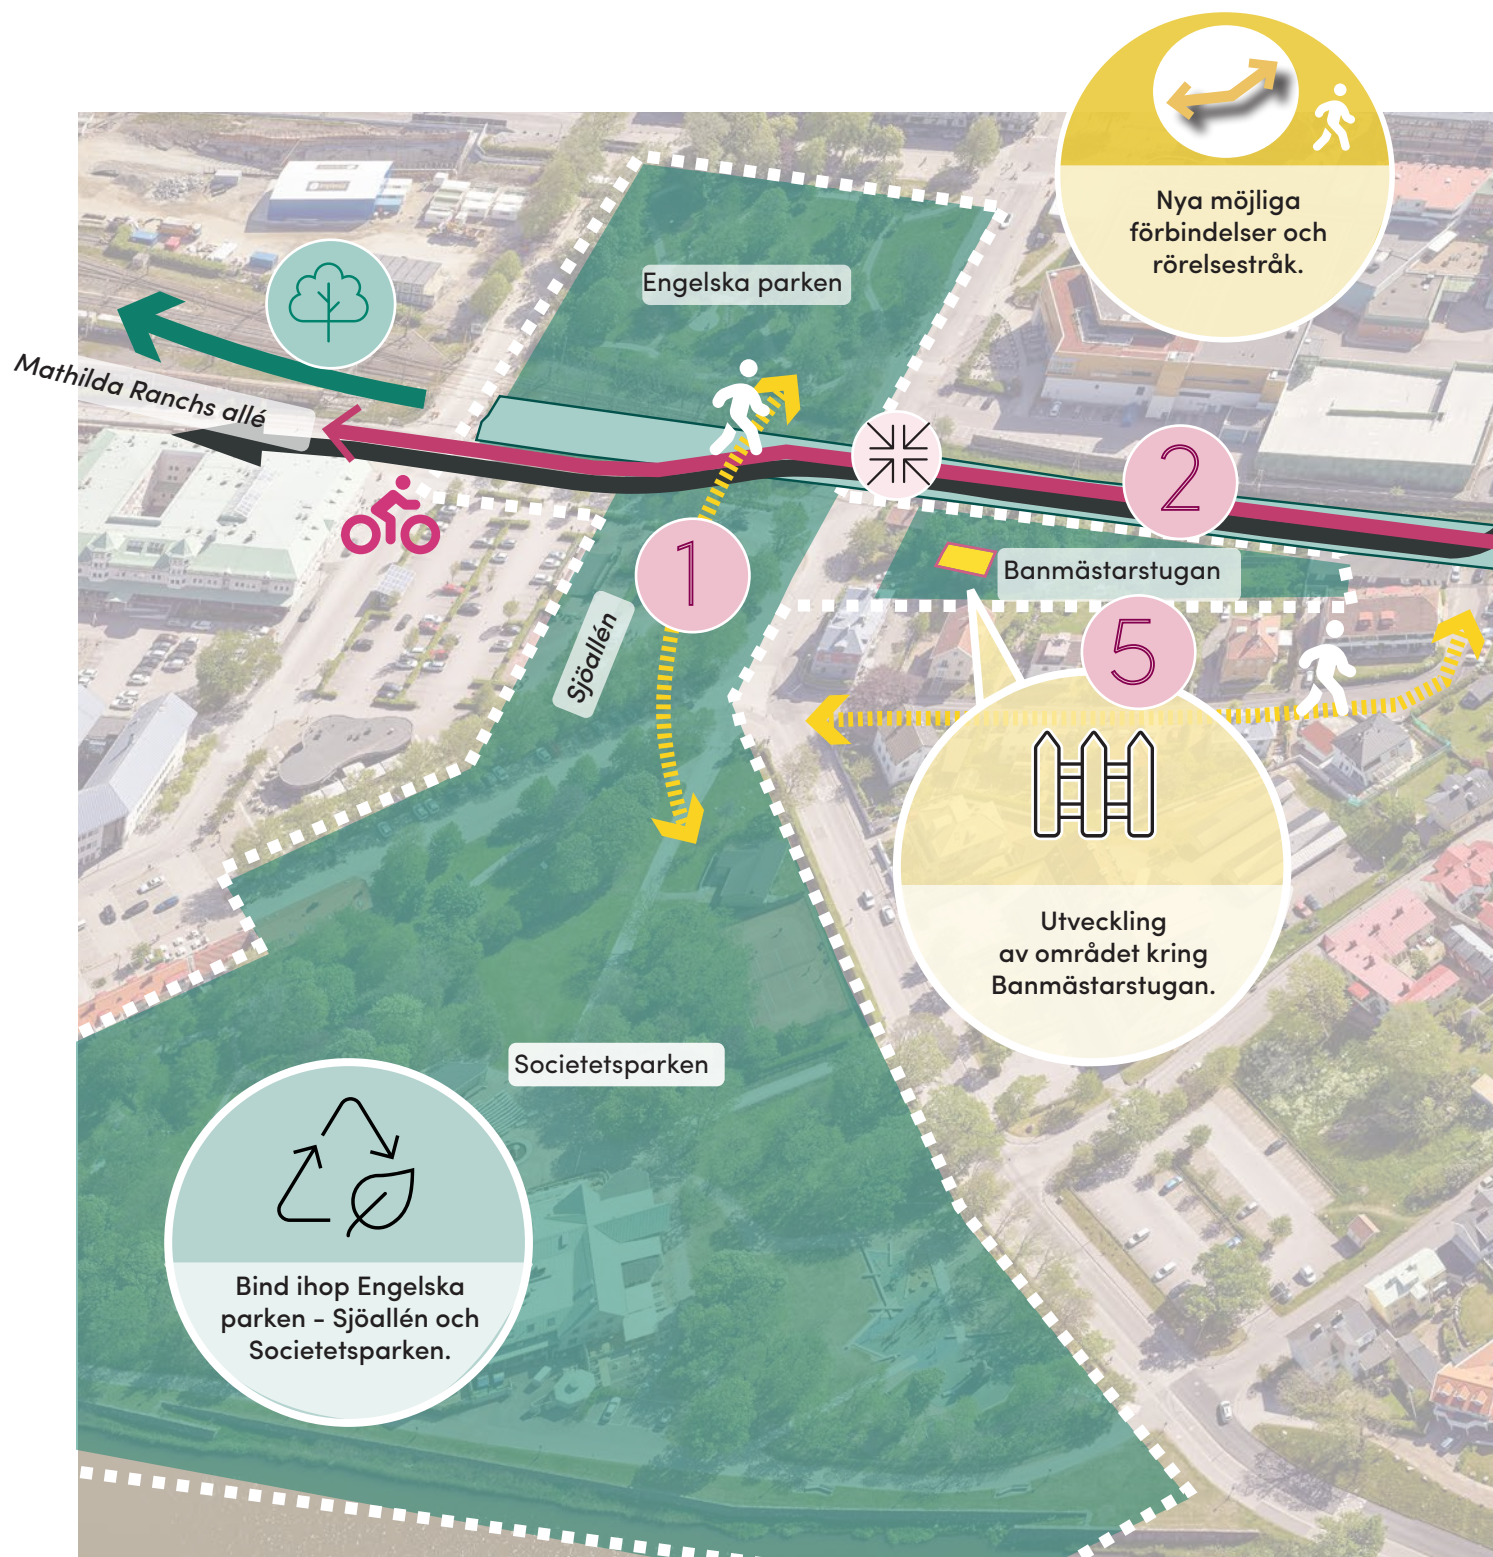 Nya möjliga
förbindelser och
rörelsestråk.
Engelska parken
Mathilda Ranchs allé
2
1
Banmästarstugan
Sjöallén
5
Utveckling
av området kring
Banmästarstugan.
Societetsparken
Bind ihop Engelska
parken - Sjöallén och
Societetsparken.